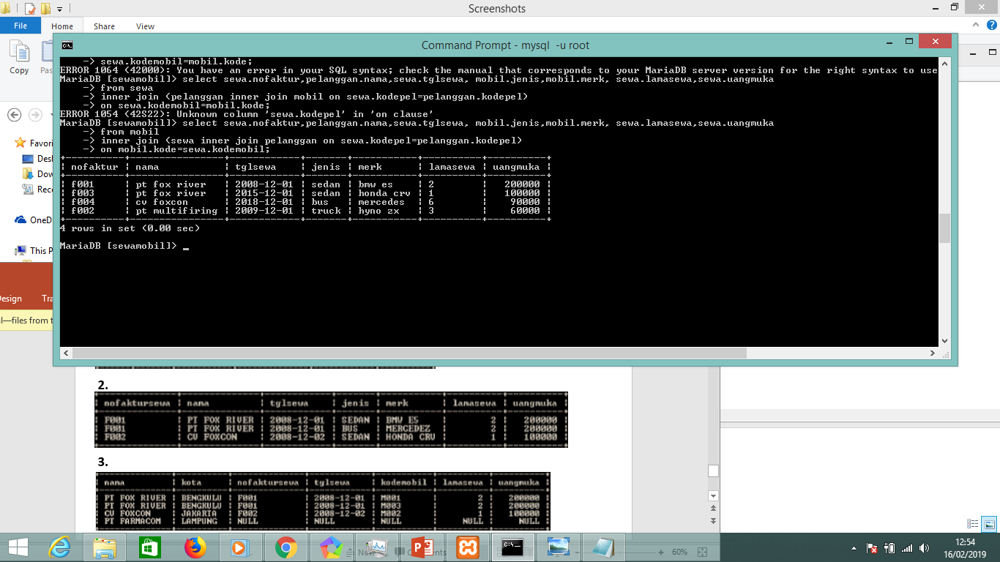 Screenshots
File Home Share View
Command Prompt - mysql -u root
Copy
Pas
-> sewa.kodemobil=mobil.kode;
ERROR 1064 (42000): You have an error in your SQL syntax; check the manual that corresponds to your MariaDB server version for the right syntax to use
MariaDB [sewamobil]> select sewa.nofaktur,pelanggan.nama,sewa.tglsewa, mobil.jenis,mobil.merk, sewa.lamasewa,sewa.uangmuka
-> from sewa
-> inner join (pelanggan inner join mobil on sewa.kodepel=pelanggan.kodepel)
-> on sewa.kodemobil=mobil.kode;
ERROR 1054 (42S22): Unknown column 'sewa.kodepel' in 'on clause'
MariaDB [sewamobil]> select sewa.nofaktur,pelanggan.nama,sewa.tglsewa, mobil.jenis,mobil.merk, sewa.lamasewa,sewa.uangmuka
-> from mobil
-> inner join (sewa inner join pelanggan on sewa.kodepel=pelanggan.kodepel)
-> on mobil.kode=sewa.kodemobil;
| nofaktur | nama | tglsewa | jenis | merk | lamasewa | uangmuka |
| f001 | pt fox river | 2008-12-01 | sedan | bmw es | 2 | 200000 |
| f003 | pt fox river | 2015-12-01 | sedan | honda crv | 1 | 100000 |
| f004 | cv foxcon | 2018-12-01 | bus | mercedes | 6 | 90000 |
| f002 | pt multifiring | 2009-12-01 | truck | hyno zx | 3 | 60000 |
4 rows in set (0.00 sec)
MariaDB [sewamobil]> _
Favori
Desk
Dow
Rece
OneD
This P
esign Tra
l—files from t
2.
| nofaktursewa | nama | tglsewa | jenis | merk | lamasewa | uangmuka |
| F001 | PT FOX RIVER | 2008-12-01 | SEDAN | BMW E5 | 2 | 200000 |
| F001 | PT FOX RIVER | 2008-12-01 | BUS | MERCEDEZ | 2 | 200000 |
| F002 | CV FOXCON | 2008-12-02 | SEDAN | HONDA CRV | 1 | 100000 |
3.
| nama | kota | nofaktursewa | tglsewa | kodemobil | lamasewa | uangmuka |
| PT FOX RIVER | BENGKULU | F001 | 2008-12-01 | M001 | 2 | 200000 |
| PT FOX RIVER | BENGKULU | F001 | 2008-12-01 | M003 | 2 | 200000 |
| CV FOXCON | JAKARTA | F002 | 2008-12-02 | M002 | 1 | 100000 |
| PT FARMACOM | LAMPUNG | NULL | NULL | NULL | NULL | NULL |
60%
12:54
16/02/2019